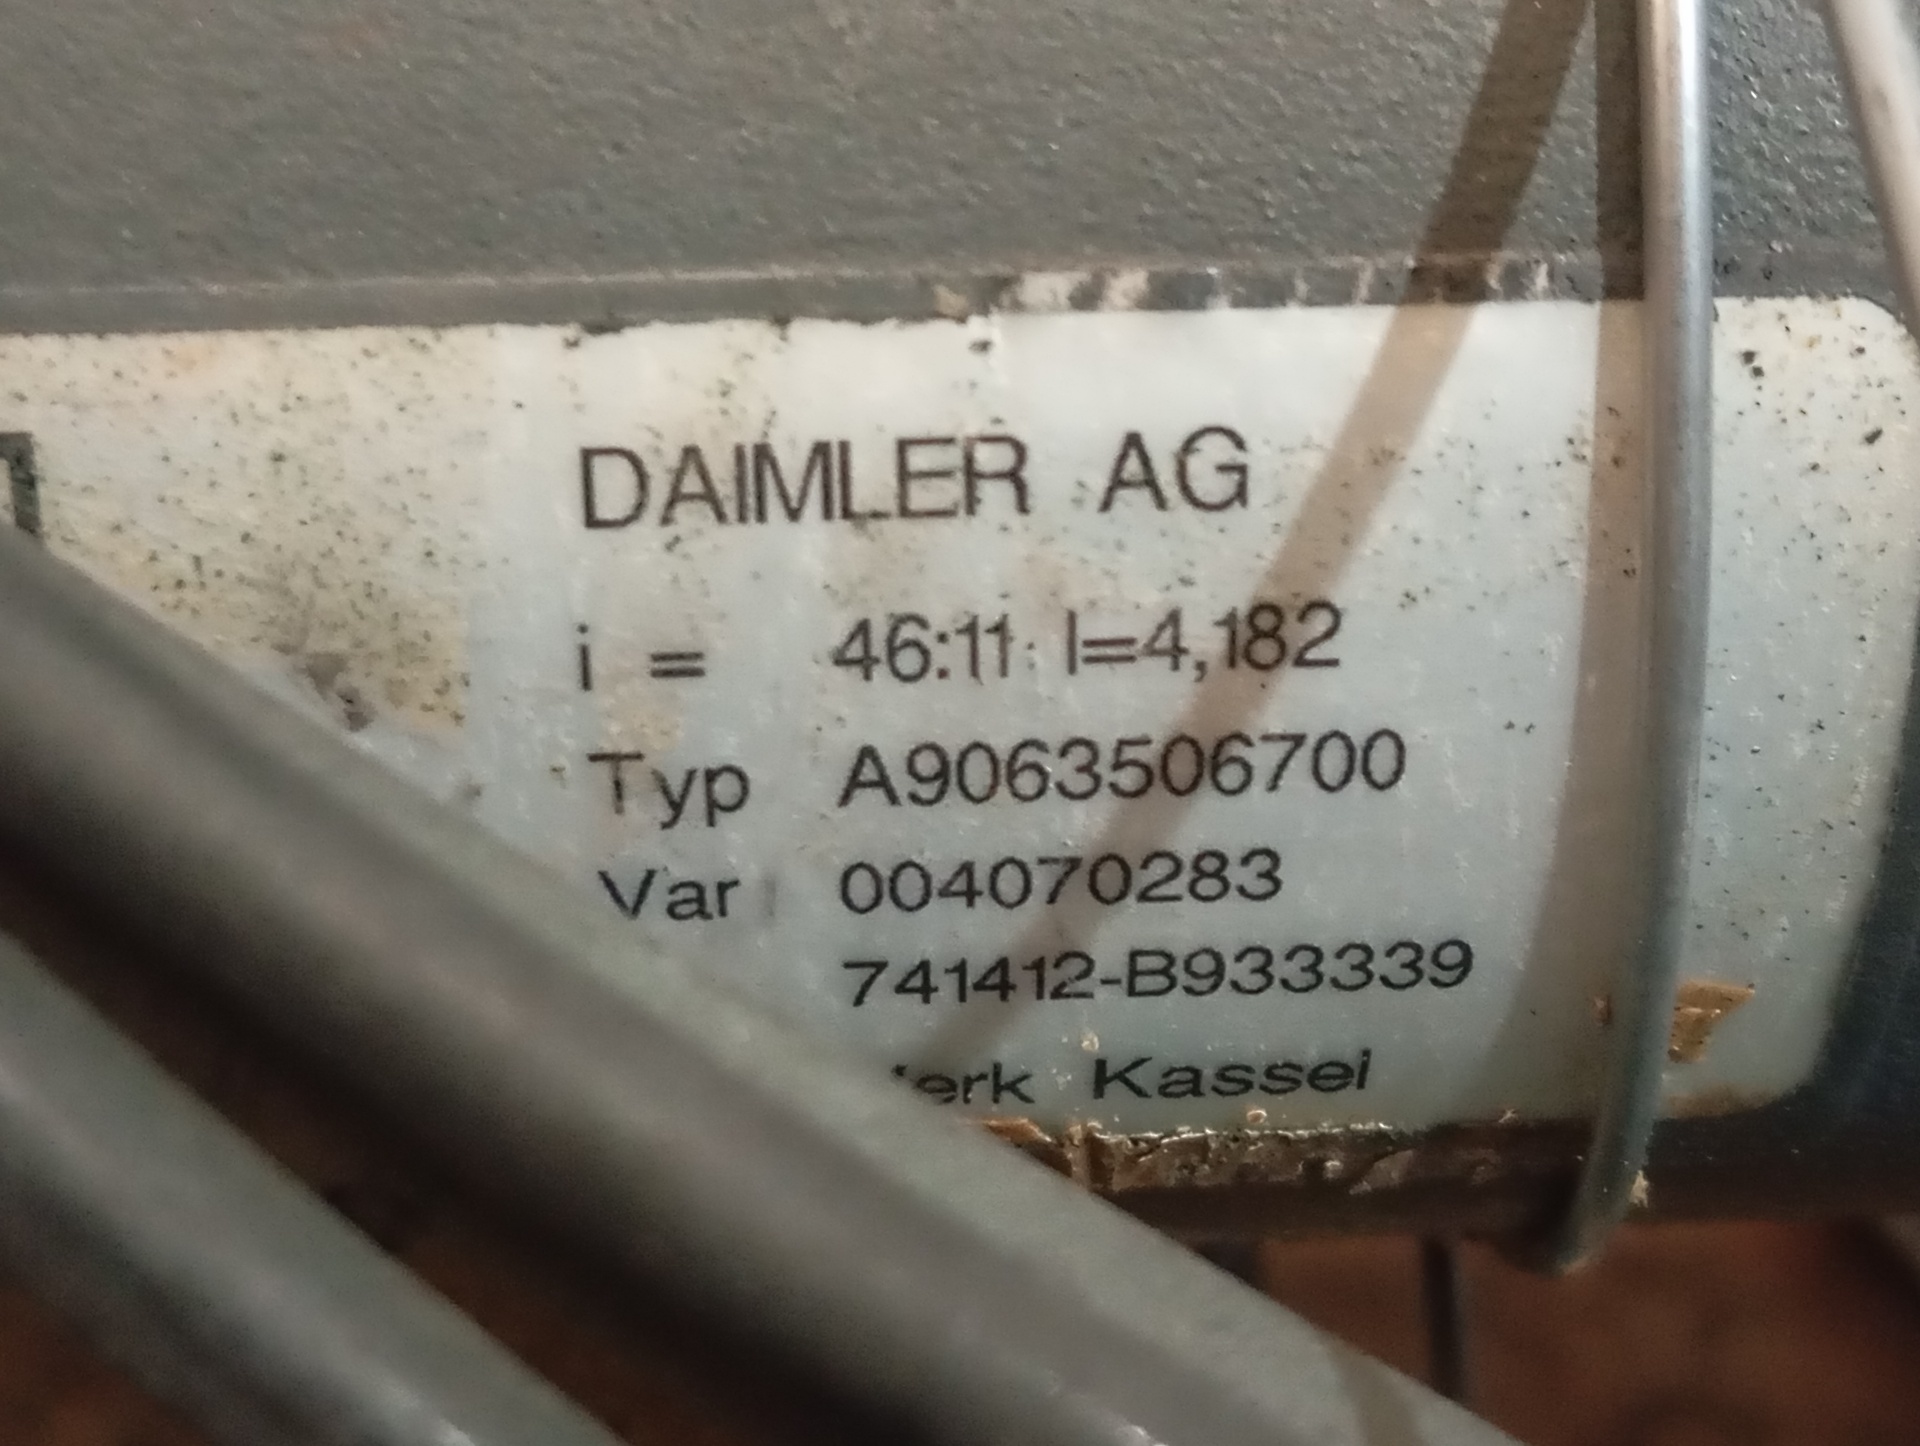 DAIMLER AG
i = 46:11 I=4,182
Typ A9063506700
Var 004070283
741412-B933339
Kassel